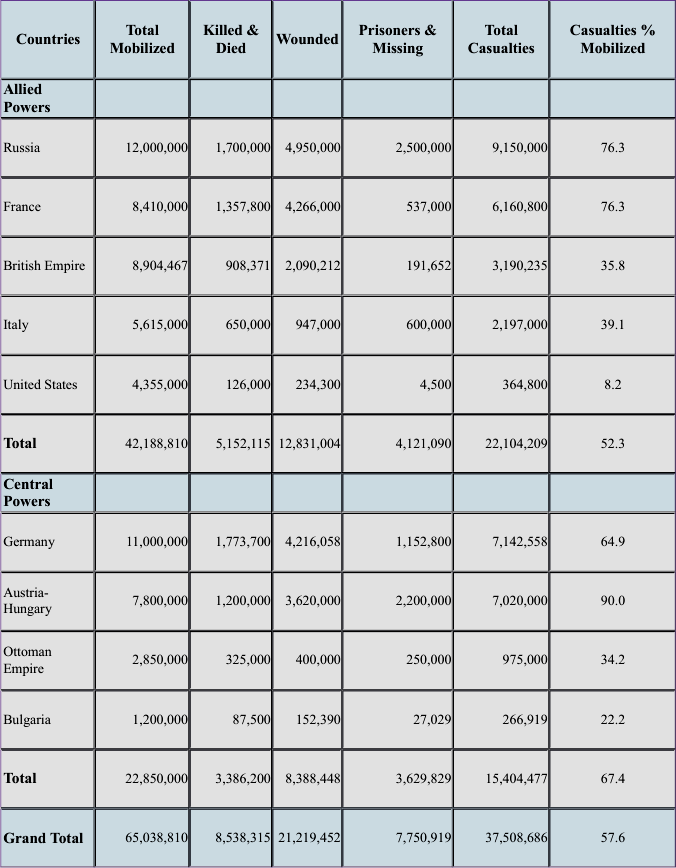 Countries Total Mobilized Killed & Died Wounded Prisoners & Missing Total Casualties Casualties % Mobilized
Allied Powers
Russia 12,000,000 1,700,000 4,950,000 2,500,000 9,150,000 76.3
France 8,410,000 1,357,800 4,266,000 537,000 6,160,800 76.3
British Empire 8,904,467 908,371 2,090,212 191,652 3,190,235 35.8
Italy 5,615,000 650,000 947,000 600,000 2,197,000 39.1
United States 4,355,000 126,000 234,300 4,500 364,800 8.2
Total 42,188,810 5,152,115 12,831,004 4,121,090 22,104,209 52.3
Central Powers
Germany 11,000,000 1,773,700 4,216,058 1,152,800 7,142,558 64.9
Austria-Hungary 7,800,000 1,200,000 3,620,000 2,200,000 7,020,000 90.0
Ottoman Empire 2,850,000 325,000 400,000 250,000 975,000 34.2
Bulgaria 1,200,000 87,500 152,390 27,029 266,919 22.2
Total 22,850,000 3,386,200 8,388,448 3,629,829 15,404,477 67.4
Grand Total 65,038,810 8,538,315 21,219,452 7,750,919 37,508,686 57.6